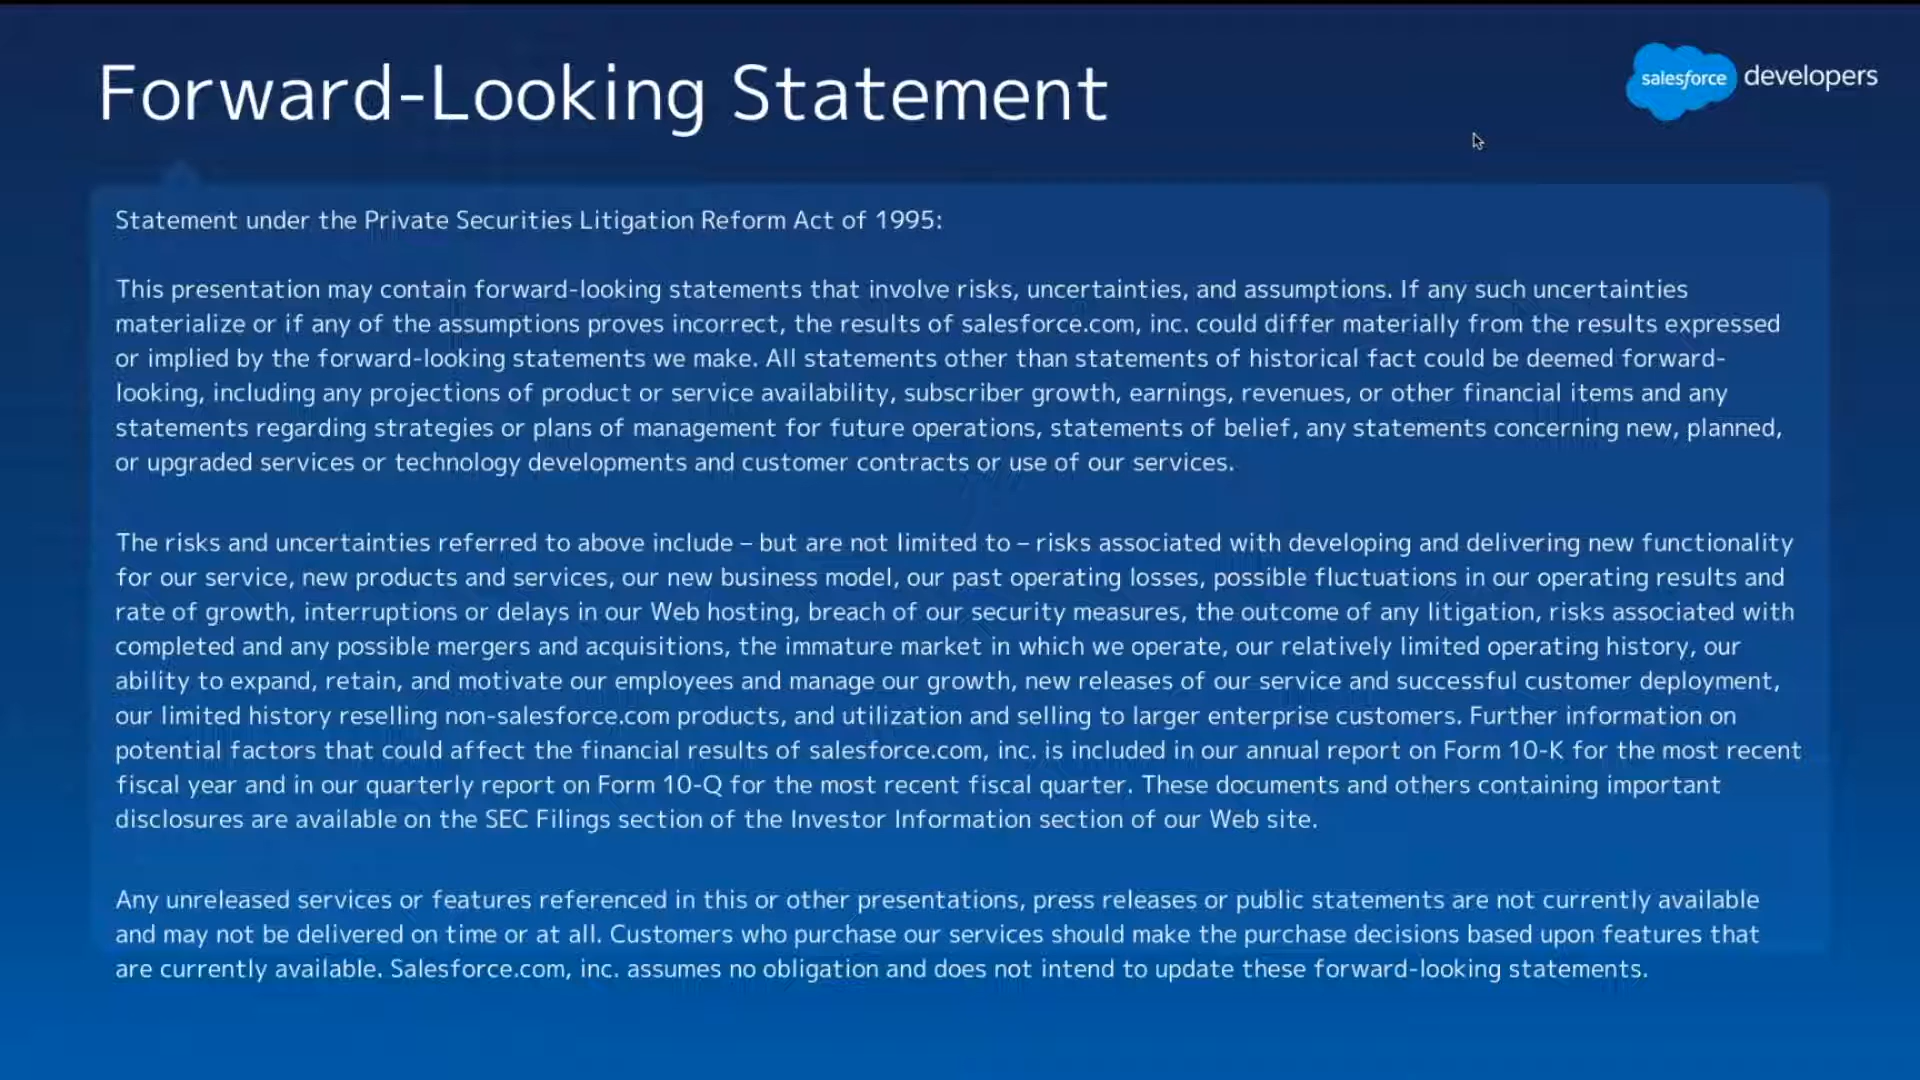 Forward-Looking Statement
salesforce developers
Statement under the Private Securities Litigation Reform Act of 1995:
This presentation may contain forward-looking statements that involve risks, uncertainties, and assumptions. If any such uncertainties
materialize or if any of the assumptions proves incorrect, the results of salesforce.com, inc. could differ materially from the results expressed
or implied by the forward-looking statements we make. All statements other than statements of historical fact could be deemed forward-
looking, including any projections of product or service availability, subscriber growth, earnings, revenues, or other financial items and any
statements regarding strategies or plans of management for future operations, statements of belief, any statements concerning new, planned,
or upgraded services or technology developments and customer contracts or use of our services.
The risks and uncertainties referred to above include – but are not limited to – risks associated with developing and delivering new functionality
for our service, new products and services, our new business model, our past operating losses, possible fluctuations in our operating results and
rate of growth, interruptions or delays in our Web hosting, breach of our security measures, the outcome of any litigation, risks associated with
completed and any possible mergers and acquisitions, the immature market in which we operate, our relatively limited operating history, our
ability to expand, retain, and motivate our employees and manage our growth, new releases of our service and successful customer deployment,
our limited history reselling non-salesforce.com products, and utilization and selling to larger enterprise customers. Further information on
potential factors that could affect the financial results of salesforce.com, inc. is included in our annual report on Form 10-K for the most recent
fiscal year and in our quarterly report on Form 10-Q for the most recent fiscal quarter. These documents and others containing important
disclosures are available on the SEC Filings section of the Investor Information section of our Web site.
Any unreleased services or features referenced in this or other presentations, press releases or public statements are not currently available
and may not be delivered on time or at all. Customers who purchase our services should make the purchase decisions based upon features that
are currently available. Salesforce.com, inc. assumes no obligation and does not intend to update these forward-looking statements.